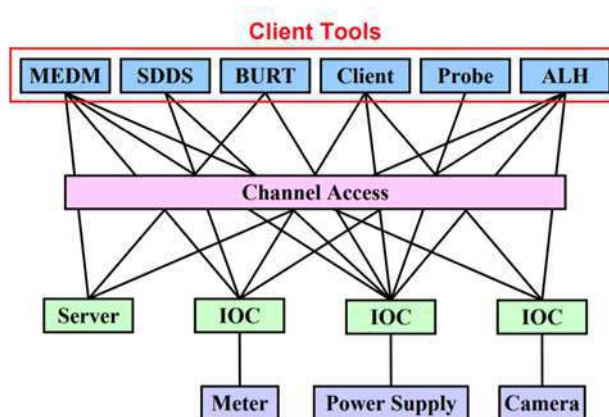 Client Tools
MEDM SDDS BURT Client Probe ALH
Channel Access
Server IOC IOC IOC
Meter Power Supply Camera